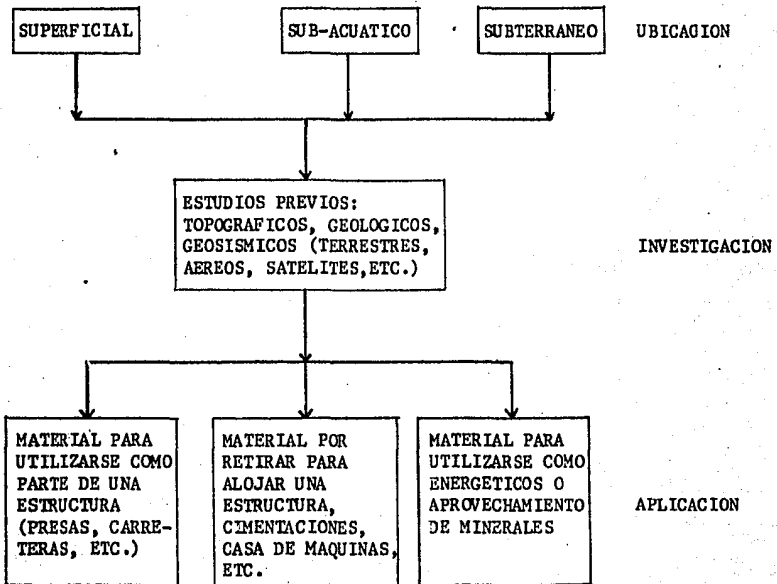 SUPERFICIAL
SUB-ACUATICO
SUBTERRANEO
UBICACION
ESTUDIOS PREVIOS:
TOPOGRAFICOS, GEOLOGICOS,
GEOSISMICOS (TERRESTRES,
AEREOS, SATELITES,ETC.)
INVESTIGACION
MATERIAL PARA
UTILIZARSE COMO
PARTE DE UNA
ESTRUCTURA
(PRESAS, CARRE-
TERAS, ETC.)
MATERIAL POR
RETIRAR PARA
ALOJAR UNA
ESTRUCTURA,
CIMENTACIONES,
CASA DE MAQUINAS,
ETC.
MATERIAL PARA
UTILIZARSE COMO
ENERGETICOS O
APROVECHAMIENTO
DE MINERALES
APLICACION